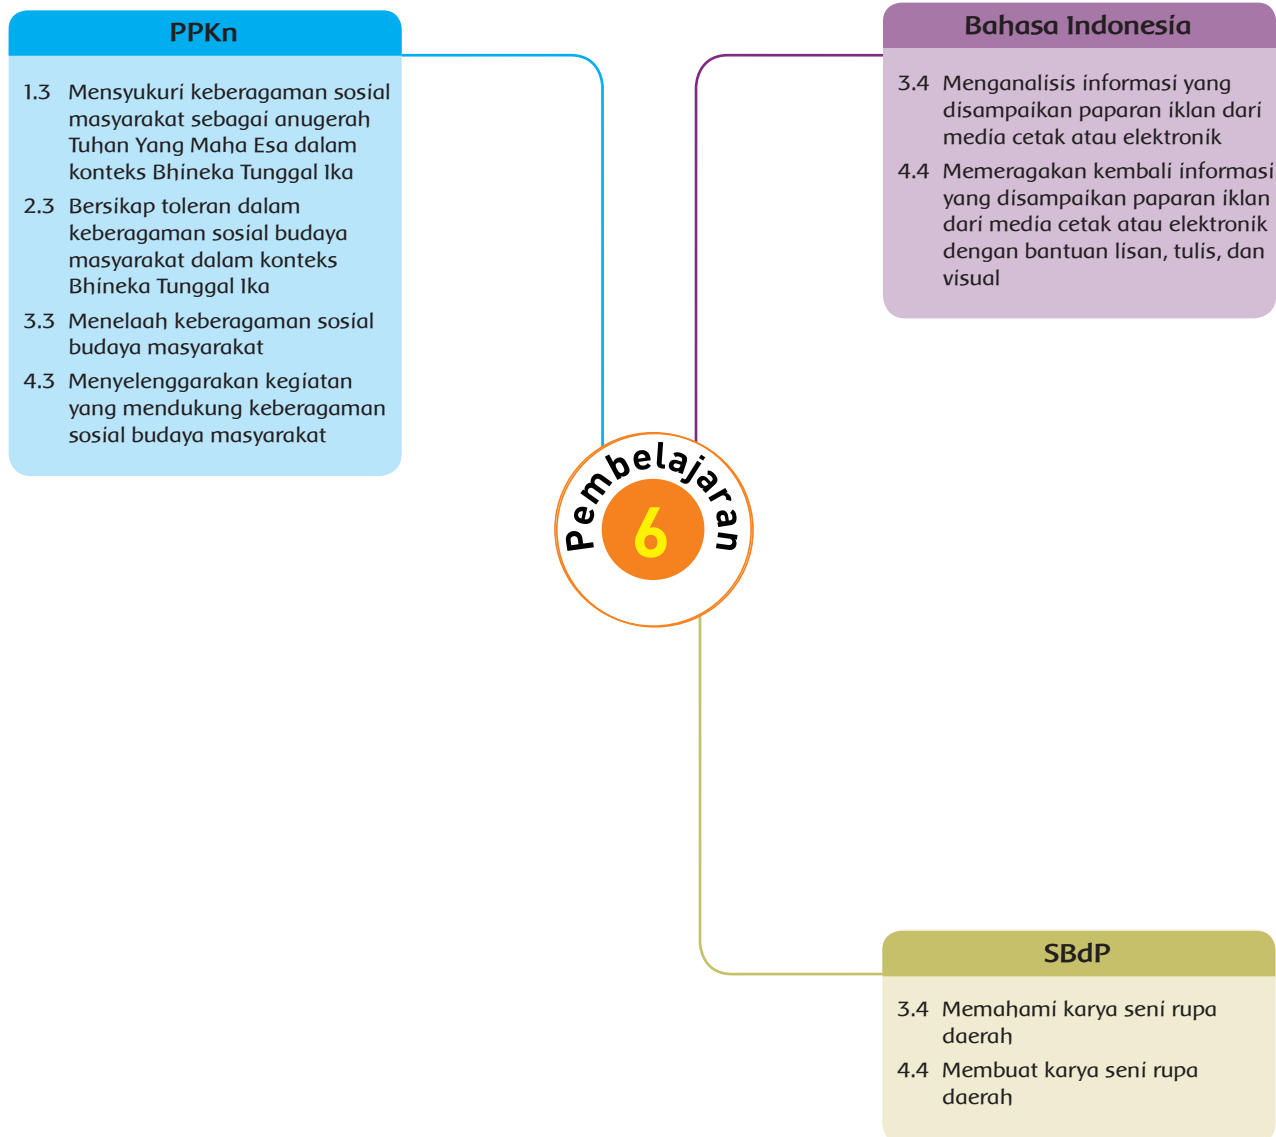 PPKn
1.3 Mensyukuri keberagaman sosial
masyarakat sebagai anugerah
Tuhan Yang Maha Esa dalam
konteks Bhineka Tunggal Ika
2.3 Bersikap toleran dalam
keberagaman sosial budaya
masyarakat dalam konteks
Bhineka Tunggal Ika
3.3 Menelaah keberagaman sosial
budaya masyarakat
4.3 Menyelenggarakan kegiatan
yang mendukung keberagaman
sosial budaya masyarakat
Bahasa Indonesia
3.4 Menganalisis informasi yang
disampaikan paparan iklan dari
media cetak atau elektronik
4.4 Memeragakan kembali informasi
yang disampaikan paparan iklan
dari media cetak atau elektronik
dengan bantuan lisan, tulis, dan
visual
Pembelajaran
6
SBdP
3.4 Memahami karya seni rupa
daerah
4.4 Membuat karya seni rupa
daerah